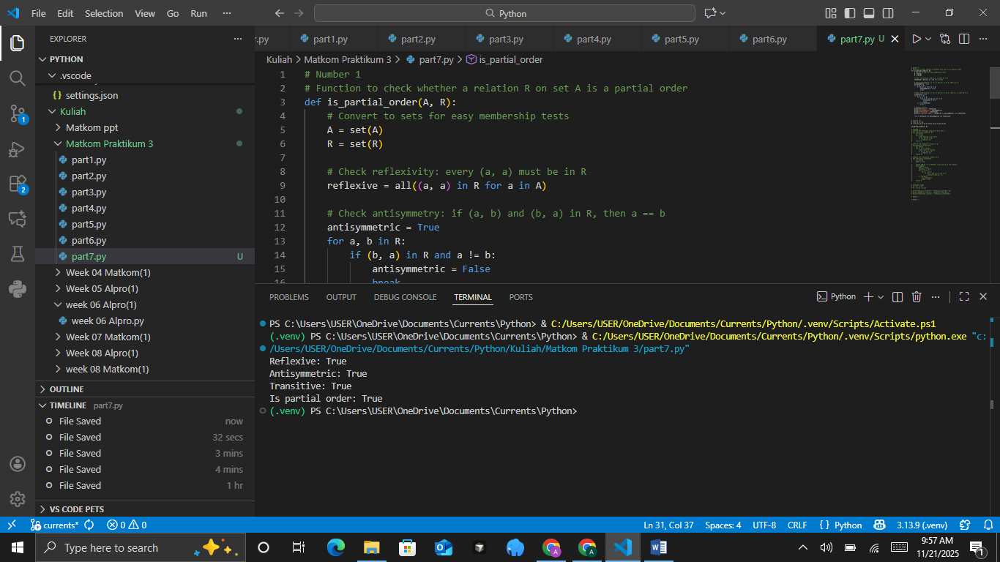 File Edit Selection View Go Run ··· Python
EXPLORER ···
PYTHON
.vscode
{} settings.json
Kuliah
Matkom ppt
Matkom Praktikum 3
part1.py
part2.py
part3.py
part4.py
part5.py
part6.py
part7.py U
Week 04 Matkom(1)
Week 05 Alpro(1)
week 06 Alpro(1)
week 06 Alpro.py
Week 07 Matkom(1)
Week 08 Alpro(1)
week 08 Matkom(1)
OUTLINE
TIMELINE part7.py
File Saved now
File Saved 32 secs
File Saved 3 mins
File Saved 4 mins
File Saved 1 hr
VS CODE PETS
1
2
r.py part1.py part2.py part3.py part4.py part5.py part6.py part7.py U
Kuliah > Matkom Praktikum 3 > part7.py > is_partial_order
1 # Number 1
2 # Function to check whether a relation R on set A is a partial order
3 def is_partial_order(A, R):
4 # Convert to sets for easy membership tests
5 A = set(A)
6 R = set(R)
7
8 # Check reflexivity: every (a, a) must be in R
9 reflexive = all((a, a) in R for a in A)
10
11 # Check antisymmetry: if (a, b) and (b, a) in R, then a == b
12 antisymmetric = True
13 for a, b in R:
14 if (b, a) in R and a != b:
15 antisymmetric = False
16 break
PROBLEMS OUTPUT DEBUG CONSOLE TERMINAL PORTS Python
PS C:\Users\USER\OneDrive\Documents\Currents\Python> & C:/Users/USER/OneDrive/Documents/Currents/Python/.venv/Scripts/Activate.ps1
(.venv) PS C:\Users\USER\OneDrive\Documents\Currents\Python> & C:/Users/USER/OneDrive/Documents/Currents/Python/.venv/Scripts/python.exe "c:
/Users/USER/OneDrive/Documents/Currents/Python/Kuliah/Matkom Praktikum 3/part7.py"
Reflexive: True
Antisymmetric: True
Transitive: True
Is partial order: True
(.venv) PS C:\Users\USER\OneDrive\Documents\Currents\Python>
currents* 0 0 Ln 31, Col 37 Spaces: 4 UTF-8 CRLF {} Python 3.13.9 (.venv)
Type here to search
9:57 AM
11/21/2025
1